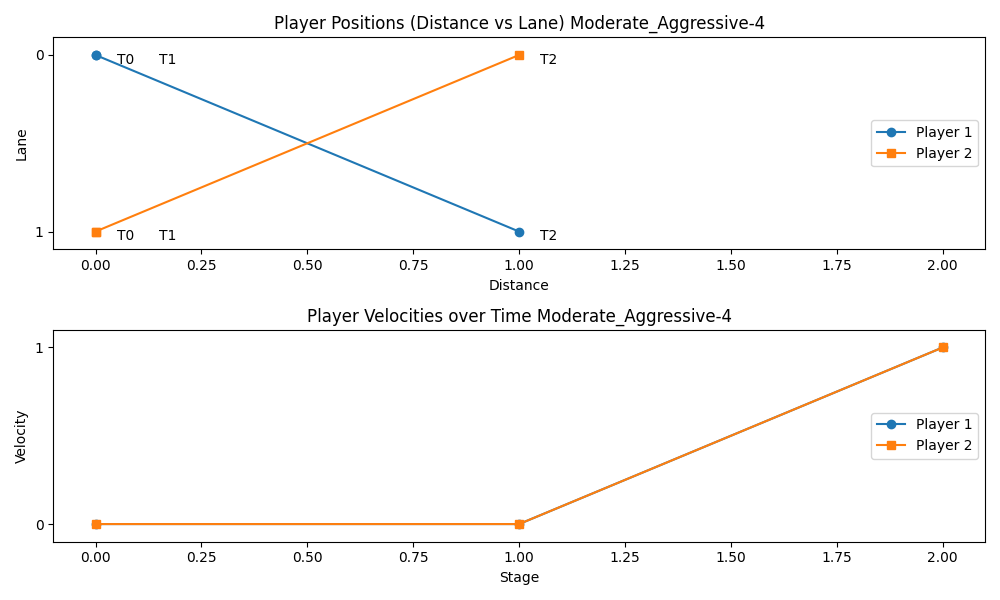 Player Positions (Distance vs Lane) Moderate_Aggressive-4
0
T0 T1 T2
Lane
Player 1
Player 2
1
T0 T1 T2
0.00 0.25 0.50 0.75 1.00 1.25 1.50 1.75 2.00
Distance
Player Velocities over Time Moderate_Aggressive-4
1
Velocity
Player 1
Player 2
0
0.00 0.25 0.50 0.75 1.00 1.25 1.50 1.75 2.00
Stage